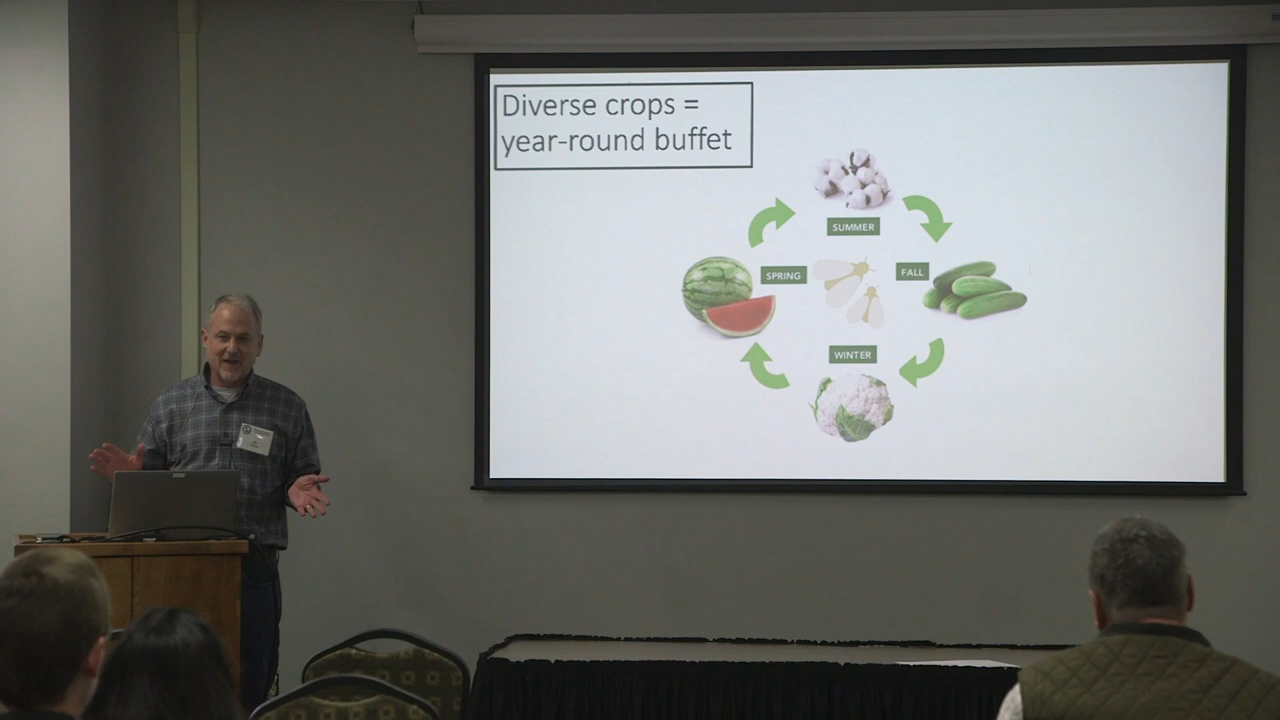 Diverse crops =
year-round buffet
SUMMER
SPRING
FALL
WINTER